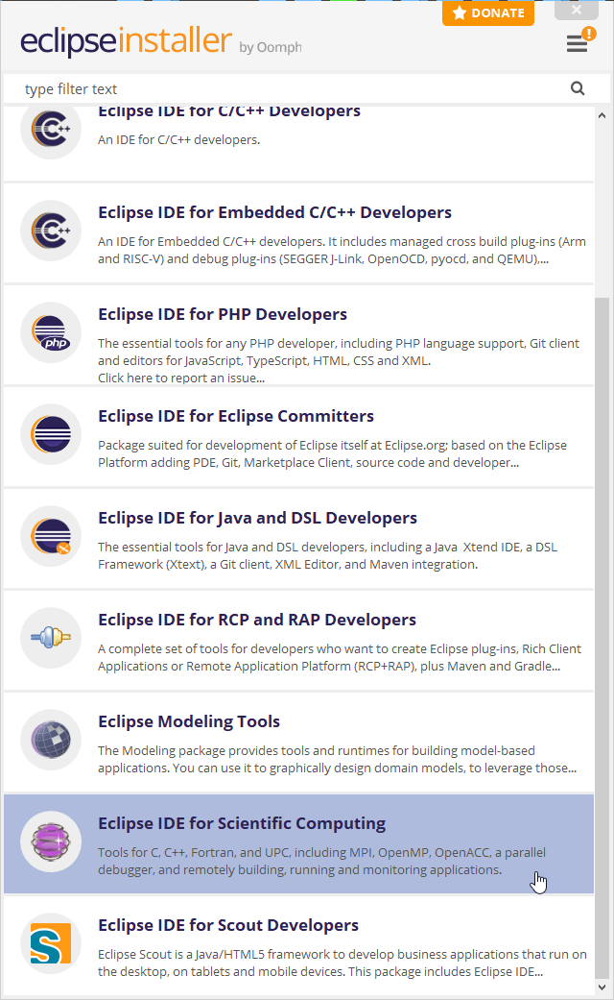 DONATE
eclipseinstaller by Oomph
!
type filter text
Eclipse IDE for C/C++ Developers
An IDE for C/C++ developers.
Eclipse IDE for Embedded C/C++ Developers
An IDE for Embedded C/C++ developers. It includes managed cross build plug-ins (Arm
and RISC-V) and debug plug-ins (SEGGER J-Link, OpenOCD, pyocd, and QEMU),...
Eclipse IDE for PHP Developers
The essential tools for any PHP developer, including PHP language support, Git client
and editors for JavaScript, TypeScript, HTML, CSS and XML.
Click here to report an issue...
php
Eclipse IDE for Eclipse Committers
Package suited for development of Eclipse itself at Eclipse.org; based on the Eclipse
Platform adding PDE, Git, Marketplace Client, source code and developer...
Eclipse IDE for Java and DSL Developers
The essential tools for Java and DSL developers, including a Java  Xtend IDE, a DSL
Framework (Xtext), a Git client, XML Editor, and Maven integration.
Eclipse IDE for RCP and RAP Developers
A complete set of tools for developers who want to create Eclipse plug-ins, Rich Client
Applications or Remote Application Platform (RCP+RAP), plus Maven and Gradle...
Eclipse Modeling Tools
The Modeling package provides tools and runtimes for building model-based
applications. You can use it to graphically design domain models, to leverage those...
Eclipse IDE for Scientific Computing
Tools for C, C++, Fortran, and UPC, including MPI, OpenMP, OpenACC, a parallel
debugger, and remotely building, running and monitoring applications.
Eclipse IDE for Scout Developers
Eclipse Scout is a Java/HTML5 framework to develop business applications that run on
the desktop, on tablets and mobile devices. This package includes Eclipse IDE...